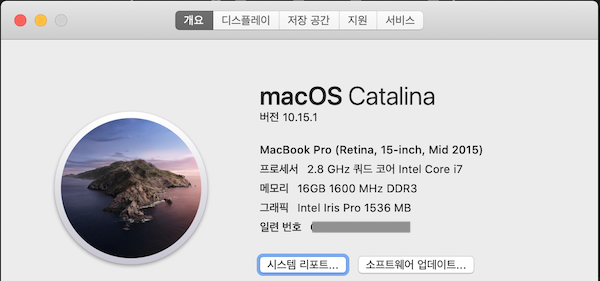 개요 디스플레이 저장 공간 지원 서비스
macOS Catalina
버전 10.15.1
MacBook Pro (Retina, 15-inch, Mid 2015)
프로세서 2.8 GHz 쿼드 코어 Intel Core i7
메모리 16GB 1600 MHz DDR3
그래픽 Intel Iris Pro 1536 MB
일련 번호
시스템 리포트... 소프트웨어 업데이트...